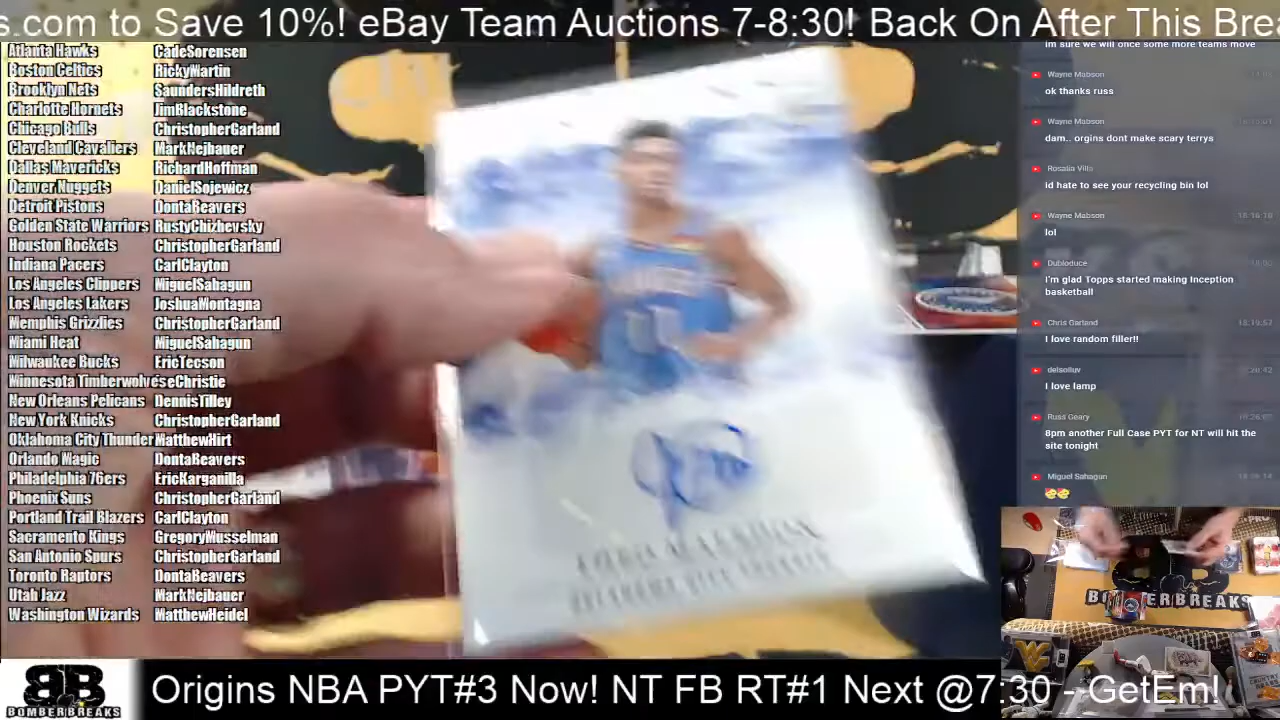 s.com to Save 10%! eBay Team Auctions 7-8:30! Back On After This Brea
Atlanta Hawks CadeSorensen
Boston Celtics RickyMartin
Brooklyn Nets SaundersHildreth
Charlotte Hornets JimBlackstone
Chicago Bulls ChristopherGarland
Cleveland Cavaliers MarkNejbauer
Dallas Mavericks RichardHoffman
Denver Nuggets DanielSojewicz
Detroit Pistons DontaBeavers
Golden State Warriors RustyChizhevsky
Houston Rockets ChristopherGarland
Indiana Pacers CarlClayton
Los Angeles Clippers MiguelSahagun
Los Angeles Lakers JoshuaMontagna
Memphis Grizzlies ChristopherGarland
Miami Heat MiguelSahagun
Milwaukee Bucks EricTecson
Minnesota Timberwolves eChristie
New Orleans Pelicans DennisTilley
New York Knicks ChristopherGarland
Oklahoma City Thunder MatthewHirt
Orlando Magic DontaBeavers
Philadelphia 76ers EricKarganilla
Phoenix Suns ChristopherGarland
Portland Trail Blazers CarlClayton
Sacramento Kings GregoryMusselman
San Antonio Spurs ChristopherGarland
Toronto Raptors DontaBeavers
Utah Jazz MarkNejbauer
Washington Wizards MatthewHeidel
im sure we will once some more teams move
Wayne Mabson
ok thanks russ
Wayne Mabson
dam.. orgins dont make scary terrys
Rosalia Villa
id hate to see your recycling bin lol
Wayne Mabson
lol
Dubloduce
i'm glad Topps started making Inception
basketball
Chris Garland
I love random filler!!
delsolluv
I love lamp
Russ Geary
8pm another Full Case PYT for NT will hit the
site tonight
Miguel Sahagun
BOMBERBREAKS
BOMBERBREAKS
Origins NBA PYT#3 Now! NT FB RT#1 Next @7:30 - GetEm!